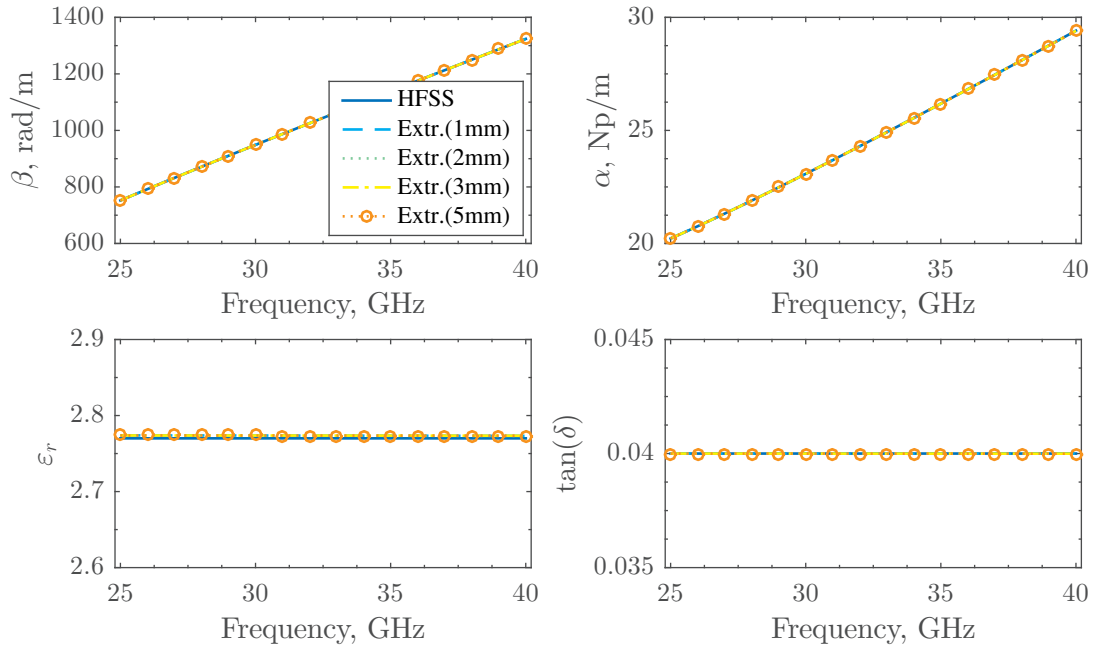 1400
1200
1000
800
600
β, rad/m
HFSS
Extr.(1mm)
Extr.(2mm)
Extr.(3mm)
Extr.(5mm)
25 30 35 40
Frequency, GHz
30
25
20
α, Np/m
25 30 35 40
Frequency, GHz
2.9
2.8
2.7
2.6
εr
25 30 35 40
Frequency, GHz
0.045
0.04
0.035
tan(δ)
25 30 35 40
Frequency, GHz